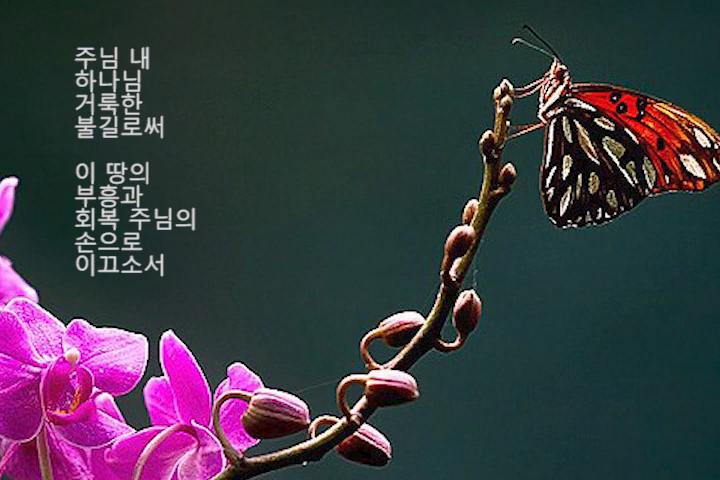 주님 내
하나님
거룩한
불길로써
이 땅의
부흥과
회복 주님의
손으로
이끄소서